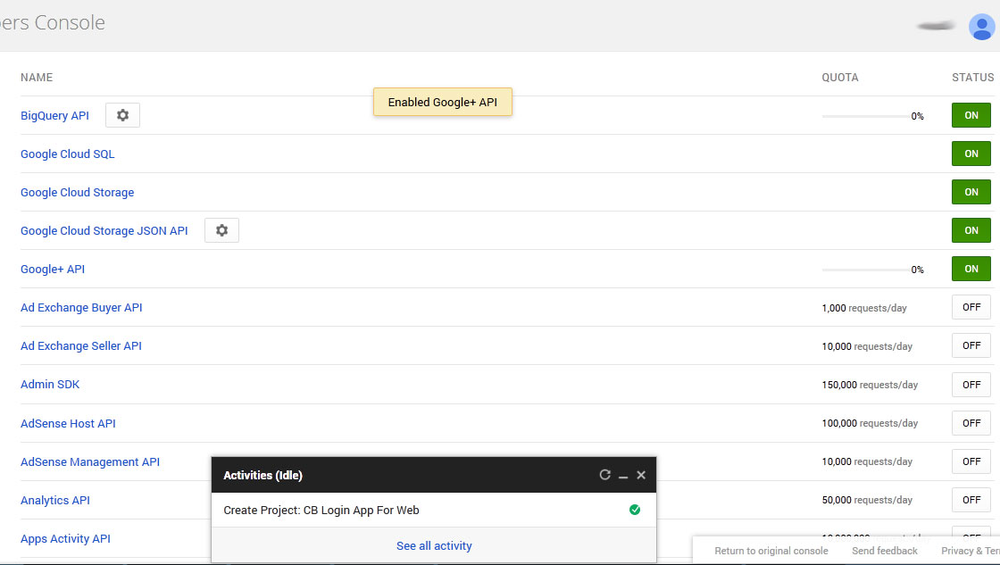 ers Console
NAME QUOTA STATUS
Enabled Google+ API
BigQuery API 0% ON
Google Cloud SQL ON
Google Cloud Storage ON
Google Cloud Storage JSON API ON
Google+ API 0% ON
Ad Exchange Buyer API 1,000 requests/day OFF
Ad Exchange Seller API 10,000 requests/day OFF
Admin SDK 150,000 requests/day OFF
AdSense Host API 100,000 requests/day OFF
AdSense Management API 10,000 requests/day OFF
Activities (Idle)
Analytics API 50,000 requests/day OFF
Create Project: CB Login App For Web
Apps Activity API OFF
See all activity
Return to original console Send feedback Privacy & Ter